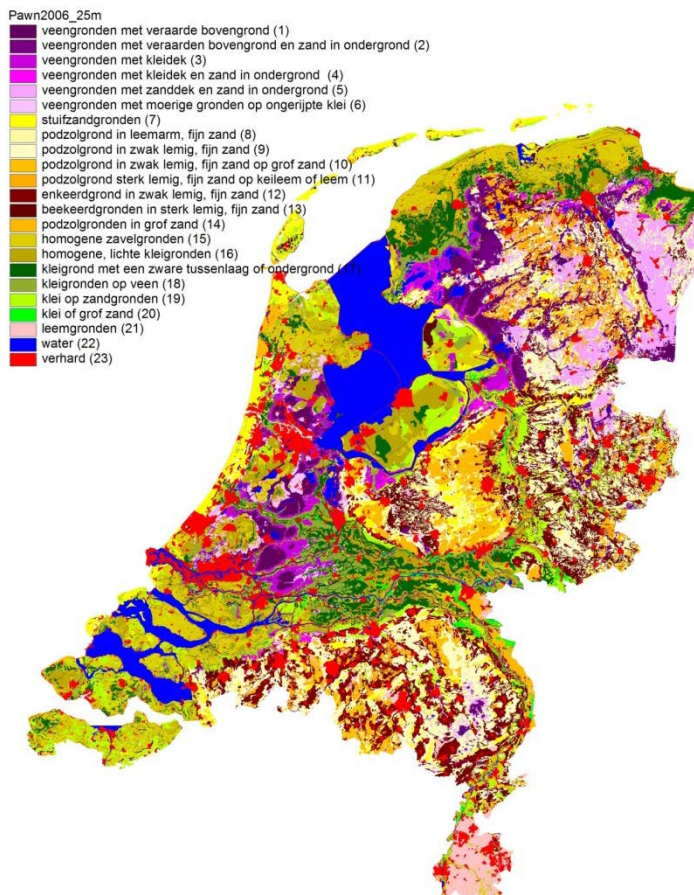 Pawn2006_25m
veengronden met veraarde bovengrond (1)
veengronden met veraarden bovengrond en zand in ondergrond (2)
veengronden met kleidek (3)
veengronden met kleidek en zand in ondergrond (4)
veengronden met zanddek en zand in ondergrond (5)
veengronden met moerige gronden op ongerijpte klei (6)
stuifzandgronden (7)
podzolgrond in leemarm, fijn zand (8)
podzolgrond in zwak lemig, fijn zand (9)
podzolgrond in zwak lemig, fijn zand op grof zand (10)
podzolgrond sterk lemig, fijn zand op keileem of leem (11)
enkeerdgrond in zwak lemig, fijn zand (12)
beekeerdgronden in sterk lemig, fijn zand (13)
podzolgronden in grof zand (14)
homogene zavelgronden (15)
homogene, lichte kleigronden (16)
kleigrond met een zware tussenlaag of ondergrond (17)
kleigronden op veen (18)
klei op zandgronden (19)
klei of grof zand (20)
leemgronden (21)
water (22)
verhard (23)